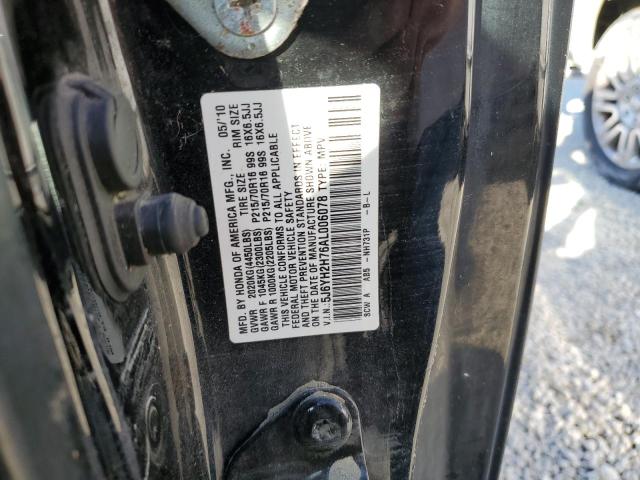 MFD. BY HONDA OF AMERICA MFG., INC. 05/'10
TIRE SIZE RIM SIZE
GVWR 2020KG(4450LBS)
GAWR F 1045KG(2300LBS) P215/70R16 99S 16X6.5JJ
GAWR R 1000KG(2205LBS) P215/70R16 99S 16X6.5JJ
THIS VEHICLE CONFORMS TO ALL APPLICABLE
FEDERAL MOTOR VEHICLE SAFETY
AND THEFT PREVENTION STANDARDS IN EFFECT
ON THE DATE OF MANUFACTURE SHOWN ABOVE.
V.I.N.: 5J6YH2H76AL006078 TYPE: MPV
SCW A AB5 -NH731P -B-L